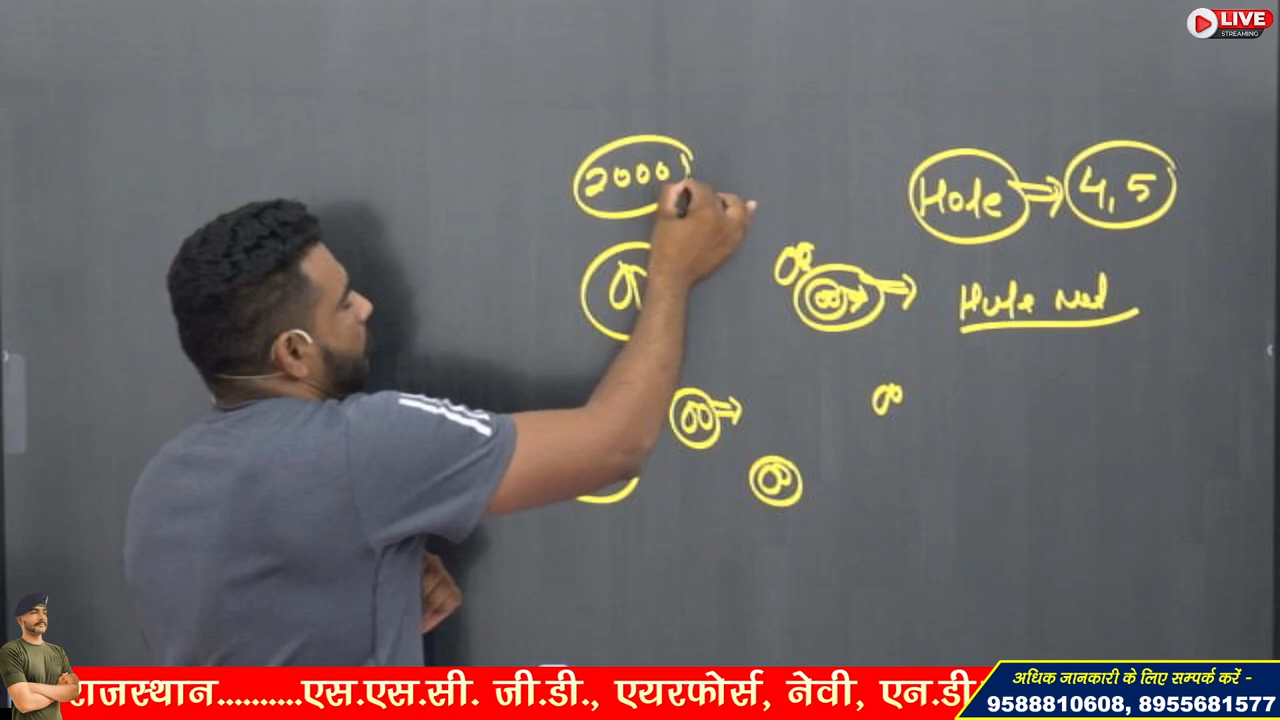 LIVE
STREAMING
2000
Hole ⇒ 4, 5
Hole
राजस्थान..........एस.एस.सी. जी.डी., एयरफोर्स, नेवी, एन.डी
अधिक जानकारी के लिए सम्पर्क करें -
9588810608, 8955681577